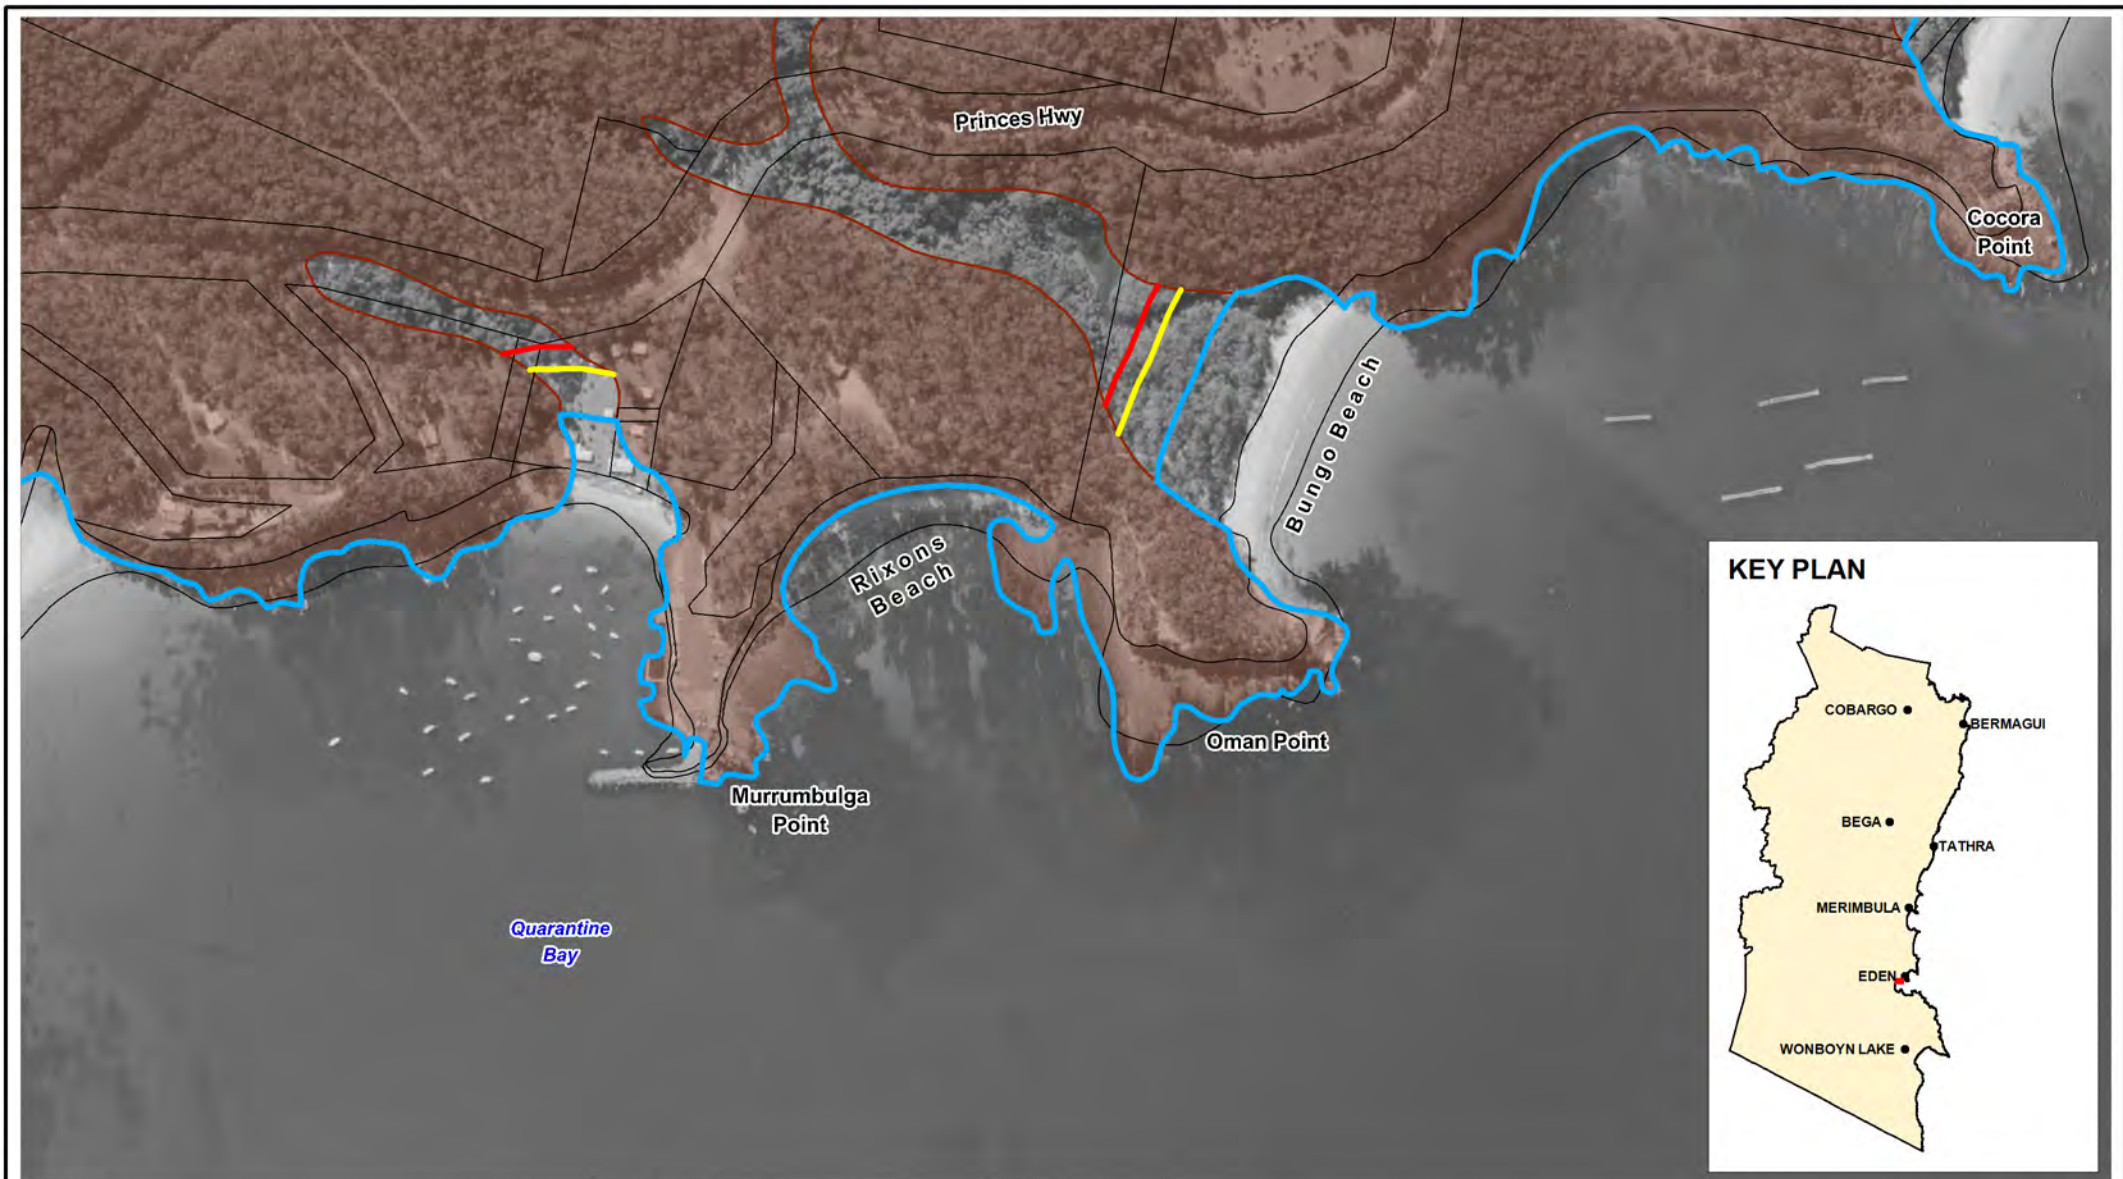 Princes Hwy
Cocora
Point
Bungo Beach
Rixons
Beach
Oman Point
Murrumbulga
Point
Quarantine
Bay
KEY PLAN
COBARGO
BERMAGUI
BEGA
TATHRA
MERIMBULA
EDEN
WONBOYN LAKE